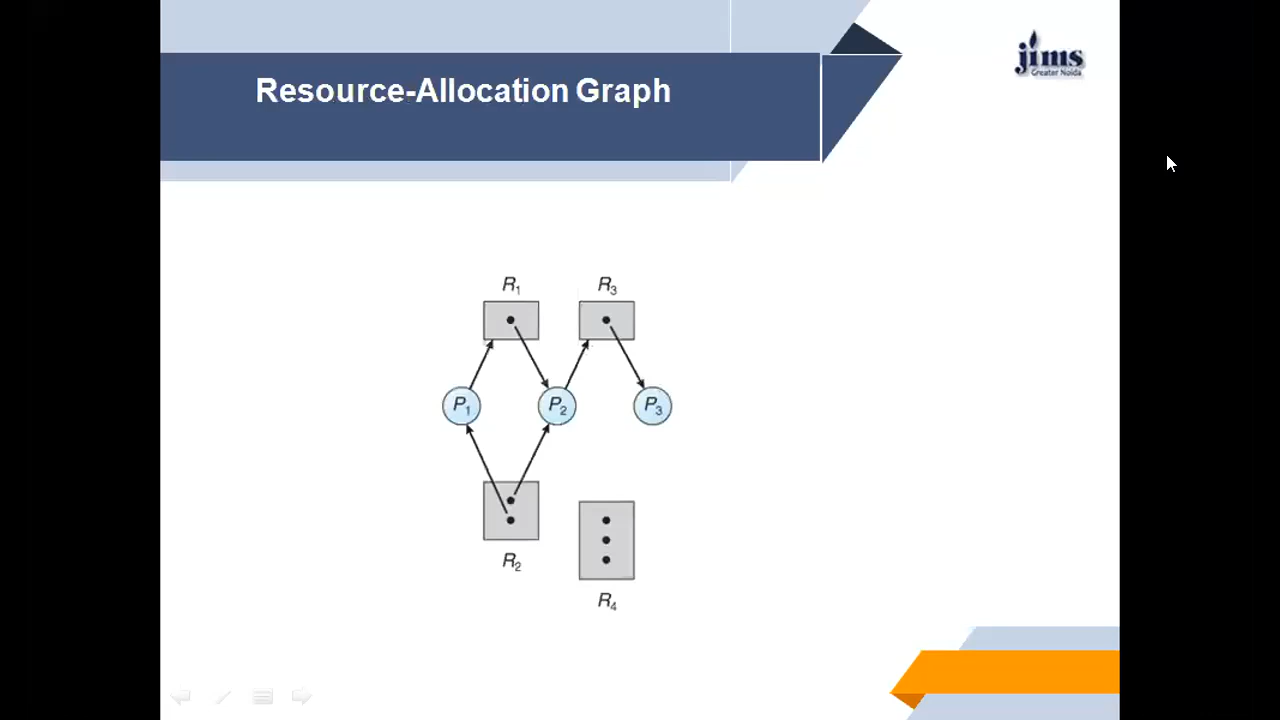 Resource-Allocation Graph
jims
Greater Noida
R1 R3
P1 P2 P3
R2
R4